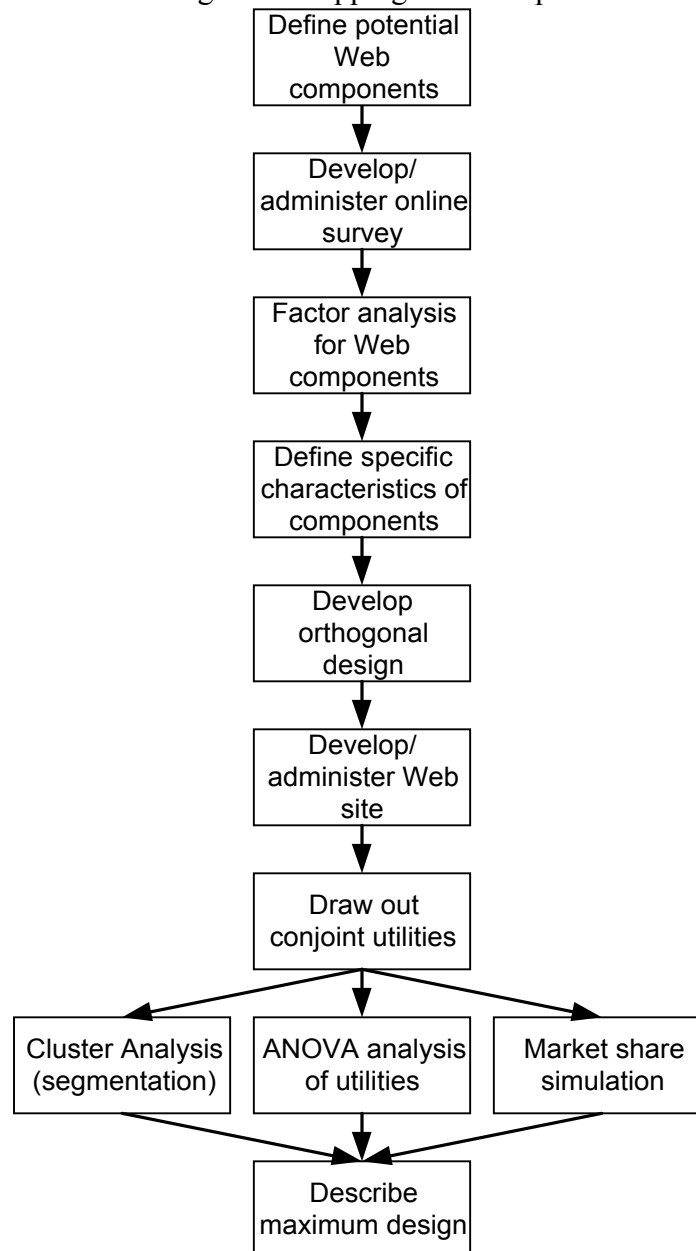 Define potential
Web
components
Develop/
administer online
survey
Factor analysis
for Web
components
Define specific
characteristics of
components
Develop
orthogonal
design
Develop/
administer Web
site
Draw out
conjoint utilities
Cluster Analysis
(segmentation)
ANOVA analysis
of utilities
Market share
simulation
Describe
maximum design